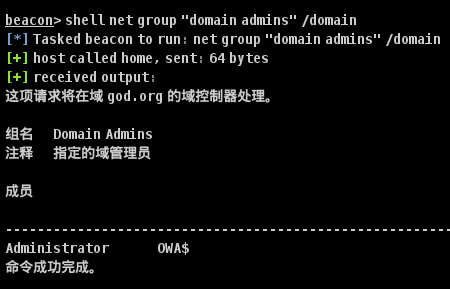 beacon> shell net group "domain admins" /domain
[*] Tasked beacon to run: net group "domain admins" /domain
[+] host called home, sent: 64 bytes
[+] received output:
这项请求将在域 god.org 的域控制器处理。
组名 Domain Admins
注释 指定的域管理员
成员
-------------------------------------------------------
Administrator OWA$
命令成功完成。